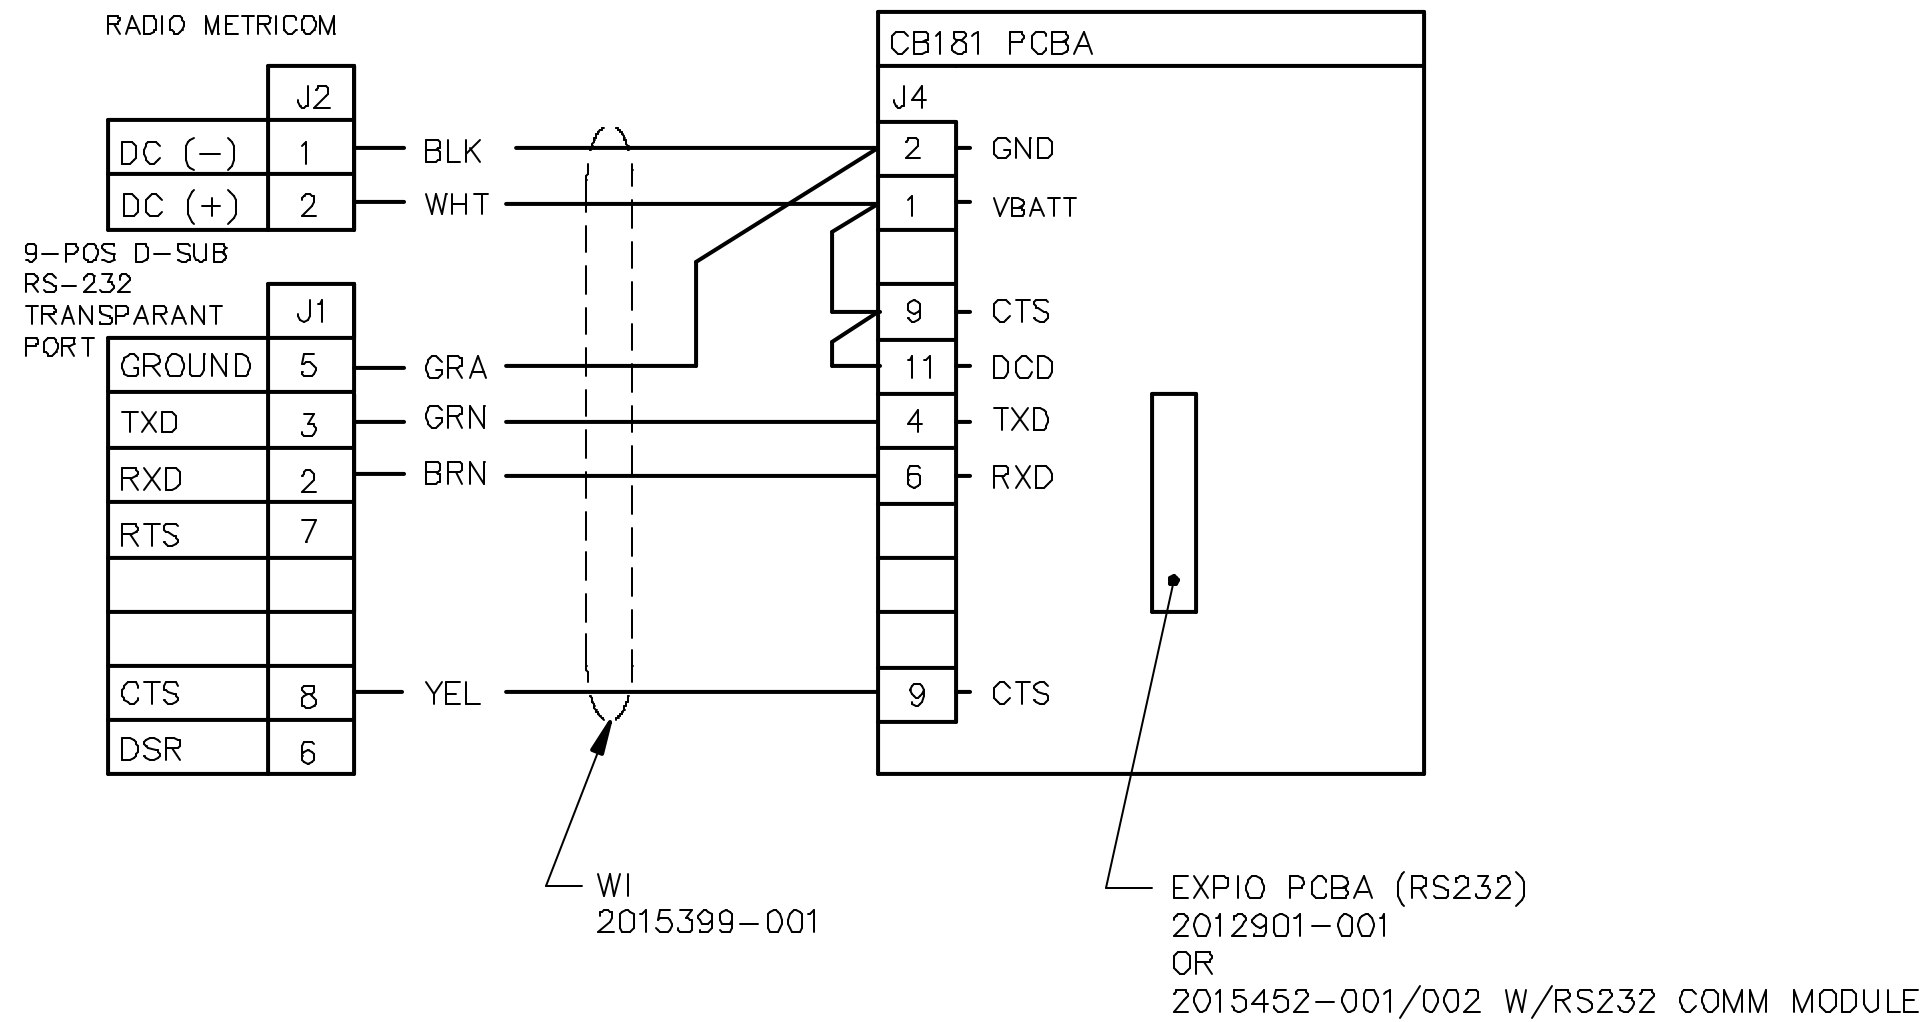 RADIO METRICOM
J2
DC (-) 1 BLK
DC (+) 2 WHT
9-POS D-SUB
RS-232
TRANSPARANT
PORT
J1
GROUND 5 GRA
TXD 3 GRN
RXD 2 BRN
RTS 7
CTS 8 YEL
DSR 6
CB181 PCBA
J4
2 GND
1 VBATT
9 CTS
11 DCD
4 TXD
6 RXD
9 CTS
WI
2015399-001
EXPIO PCBA (RS232)
2012901-001
OR
2015452-001/002 W/RS232 COMM MODULE